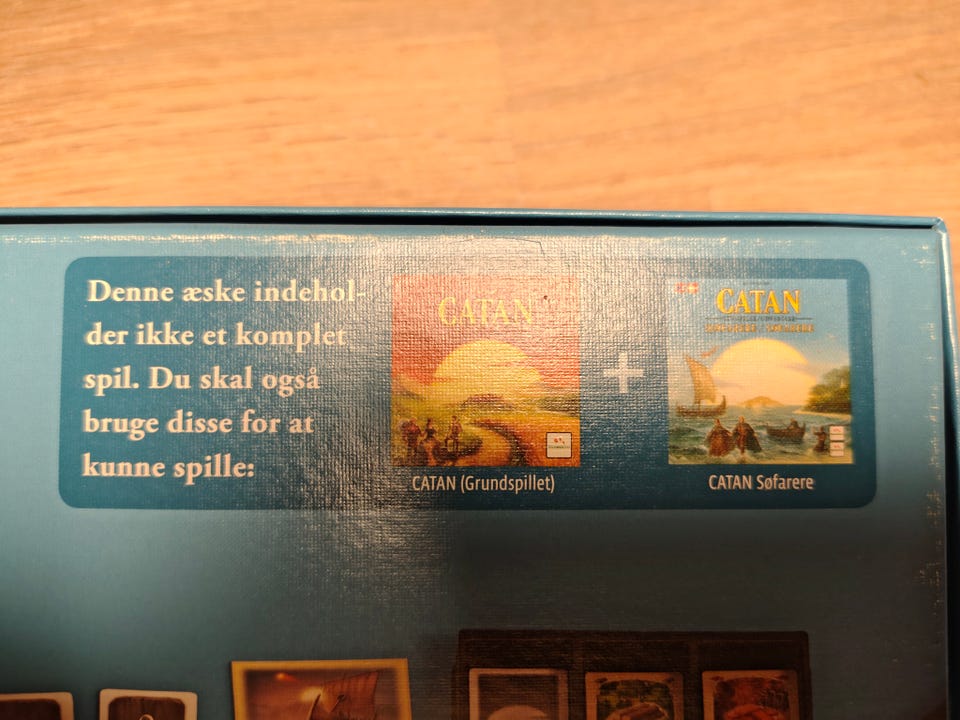 Denne æske indehol-
der ikke et komplet
spil. Du skal også
bruge disse for at
kunne spille:
CATAN
+
CATAN
CATAN (Grundspillet)
CATAN Søfarere